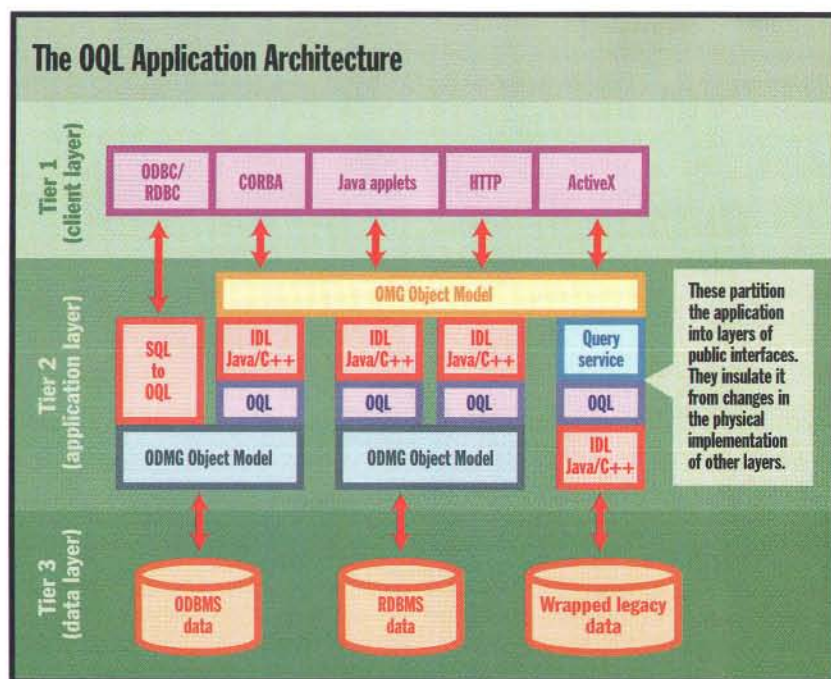 The OQL Application Architecture
Tier 1
(client layer)
ODBC/
RDBC
CORBA
Java applets
HTTP
ActiveX
Tier 2
(application layer)
OMG Object Model
SQL
to
OQL
IDL
Java/C++
OQL
IDL
Java/C++
OQL
IDL
Java/C++
OQL
Query
service
OQL
IDL
Java/C++
ODMG Object Model
ODMG Object Model
These partition
the application
into layers of
public interfaces.
They insulate it
from changes in
the physical
implementation
of other layers.
Tier 3
(data layer)
ODBMS
data
RDBMS
data
Wrapped legacy
data